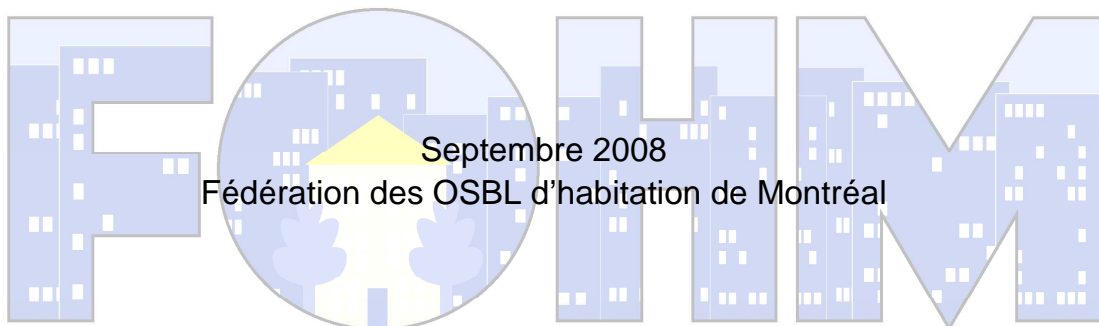 FOHM
Septembre 2008
Fédération des OSBL d'habitation de Montréal